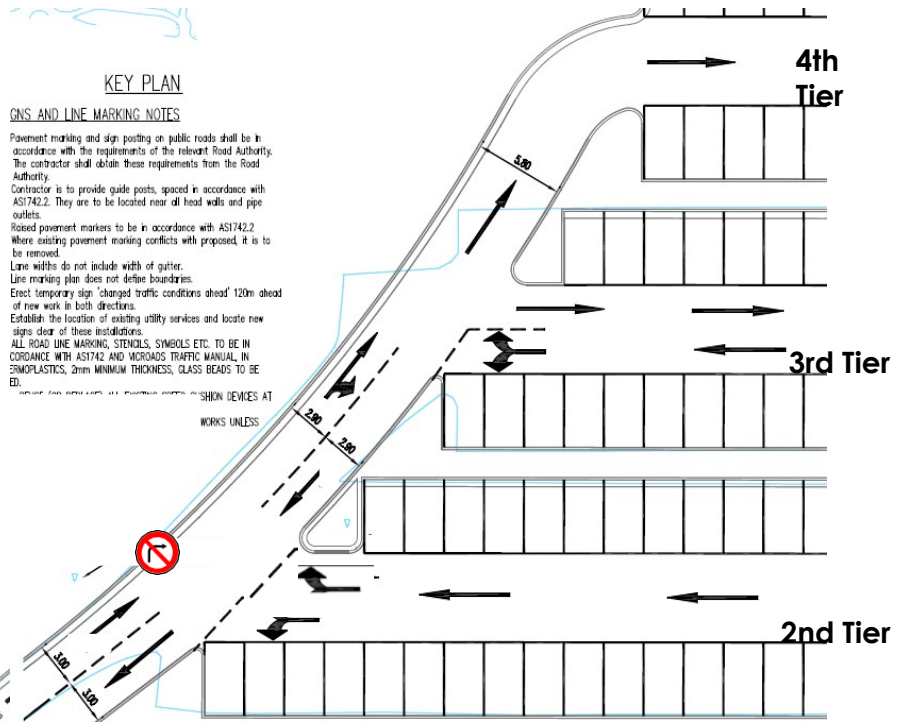 KEY PLAN
GNS AND LINE MARKING NOTES
Pavement marking and sign posting on public roads shall be in
accordance with the requirements of the relevant Road Authority.
The contractor shall obtain these requirements from the Road
Authority.
Contractor is to provide guide posts, spaced in accordance with
AS1742.2. They are to be located near all head walls and pipe
outlets.
Raised pavement markers to be in accordance with AS1742.2
Where existing pavement marking conflicts with proposed, it is to
be removed.
Lane widths do not include width of gutter.
Line marking plan does not define boundaries.
Erect temporary sign 'changed traffic conditions ahead' 120m ahead
of new work in both directions.
Establish the location of existing utility services and locate new
signs clear of these installations.
ALL ROAD LINE MARKING, STENCILS, SYMBOLS ETC. TO BE IN
CORDANCE WITH AS1742 AND VICROADS TRAFFIC MANUAL, IN
ERMOPLASTICS, 2mm MINIMUM THICKNESS, GLASS BEADS TO BE
ED.
SHION DEVICES AT
WORKS UNLESS
4th
Tier
5.80
3rd Tier
2.90
2.90
2nd Tier
3.00
3.00